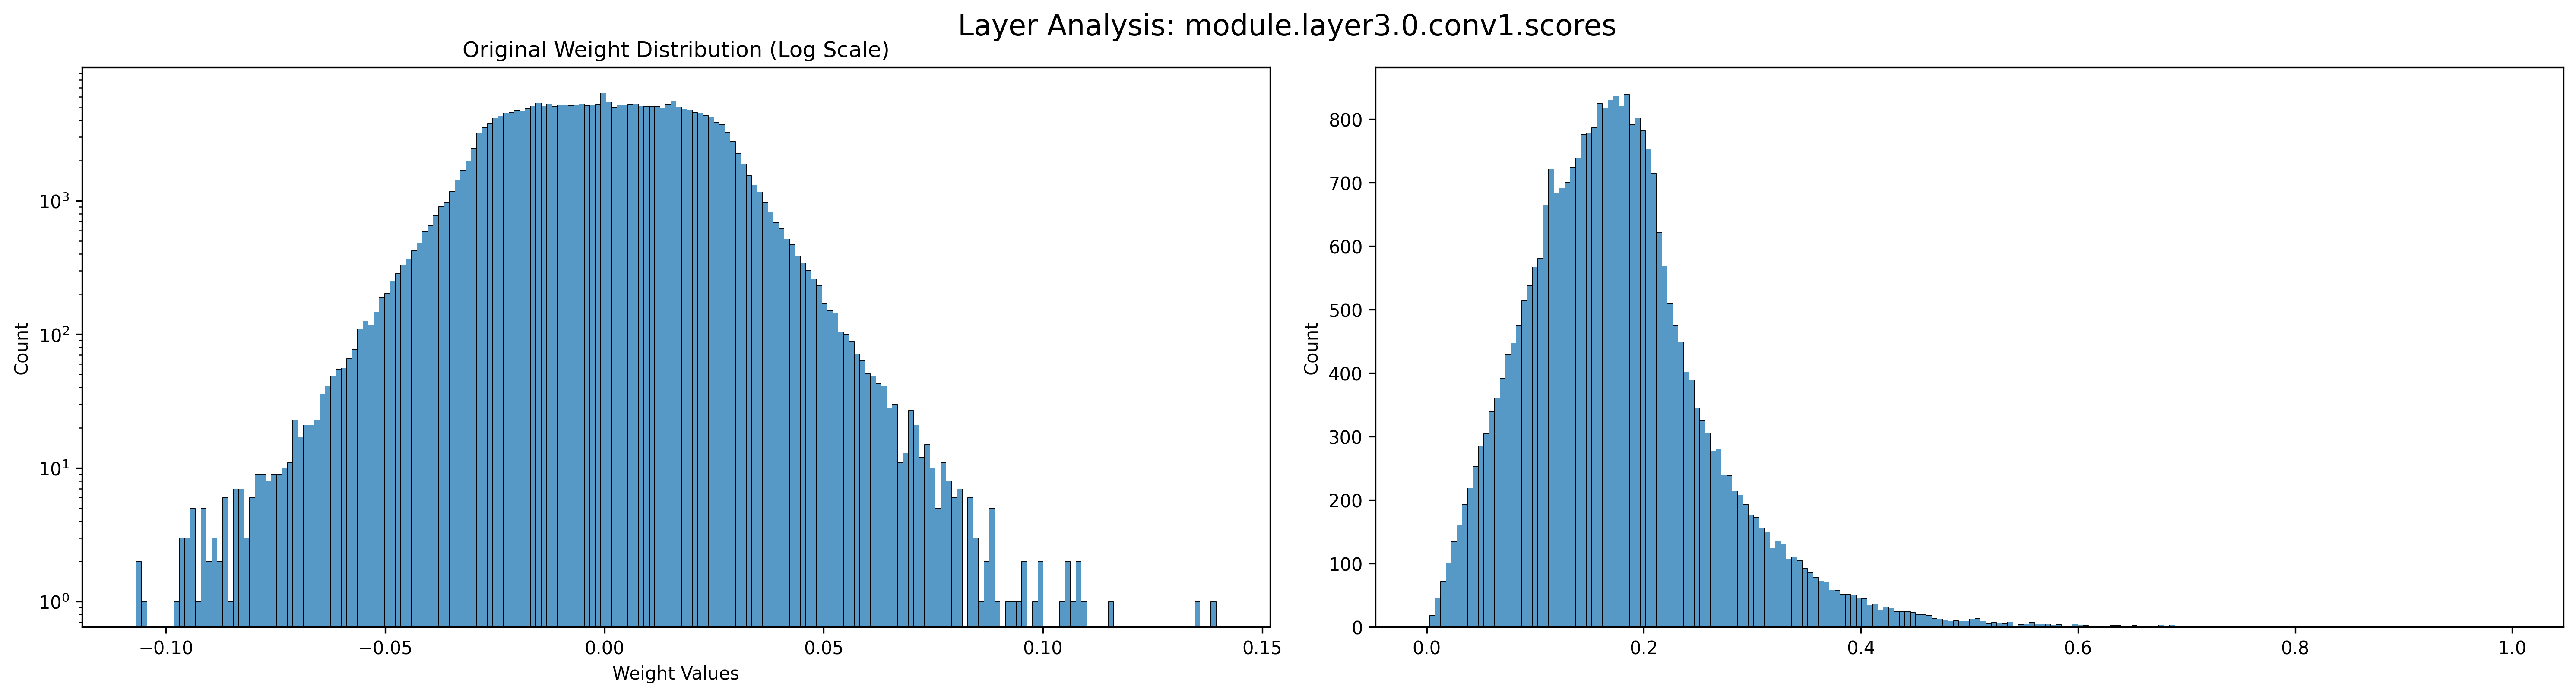 Layer Analysis: module.layer3.0.conv1.scores
Original Weight Distribution (Log Scale)
Count
10³
10²
10¹
10⁰
−0.10 −0.05 0.00 0.05 0.10 0.15
Weight Values
Count
800
700
600
500
400
300
200
100
0
0.0 0.2 0.4 0.6 0.8 1.0